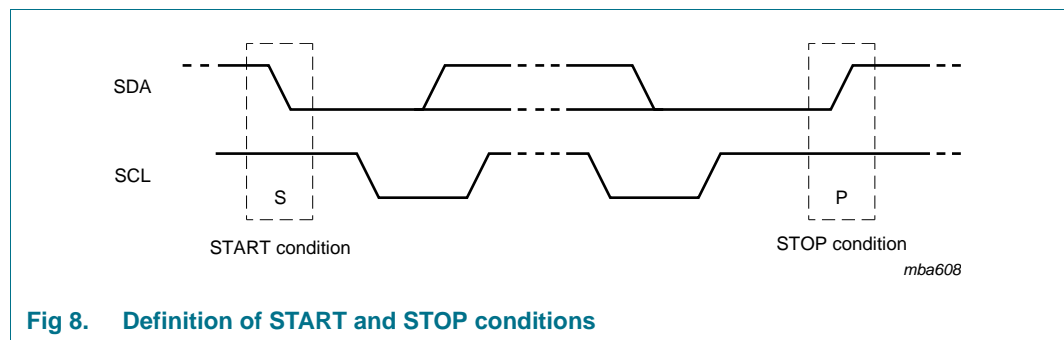 SDA
SCL
S
P
START condition
STOP condition
mba608
Fig 8. Definition of START and STOP conditions